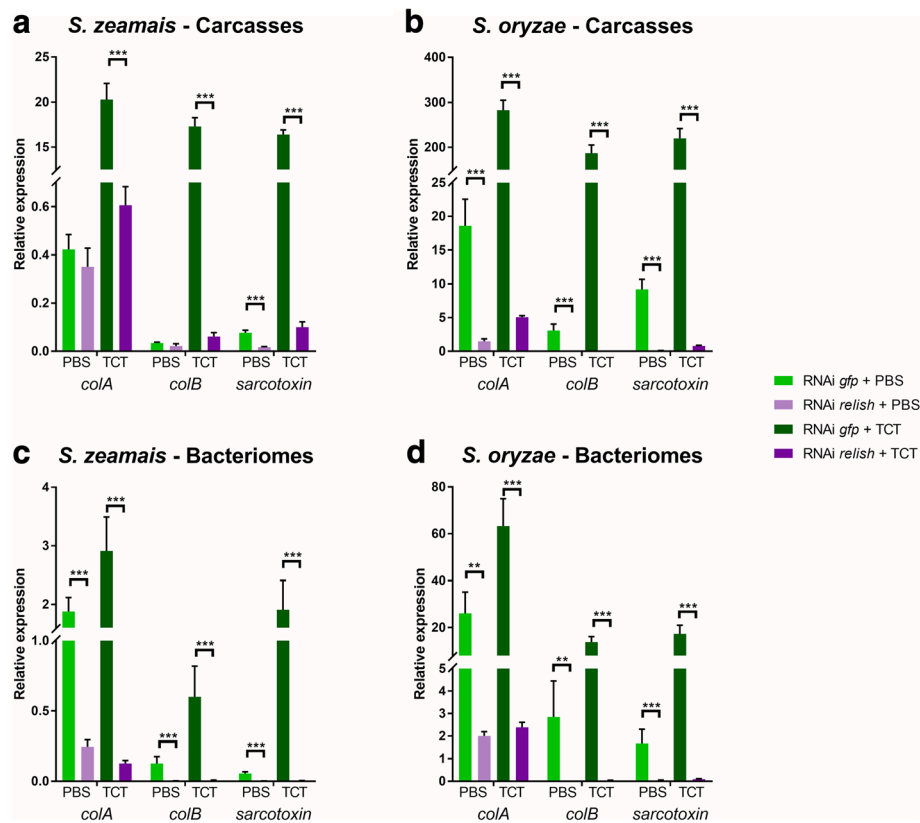 a S. zeamais - Carcasses
Relative expression
25
20
15
0.6
0.4
0.2
0.0
*** *** *** ***
PBS TCT PBS TCT PBS TCT
colA colB sarcotoxin
b S. oryzae - Carcasses
Relative expression
400
300
200
25
20
15
10
5
0
*** *** *** *** *** ***
PBS TCT PBS TCT PBS TCT
colA colB sarcotoxin
RNAi gfp + PBS
RNAi relish + PBS
RNAi gfp + TCT
RNAi relish + TCT
c S. zeamais - Bacteriomes
Relative expression
4
3
2
1.0
0.5
0.0
*** *** *** *** *** ***
PBS TCT PBS TCT PBS TCT
colA colB sarcotoxin
d S. oryzae - Bacteriomes
Relative expression
80
60
40
20
5
4
3
2
1
0
** *** ** *** *** ***
PBS TCT PBS TCT PBS TCT
colA colB sarcotoxin